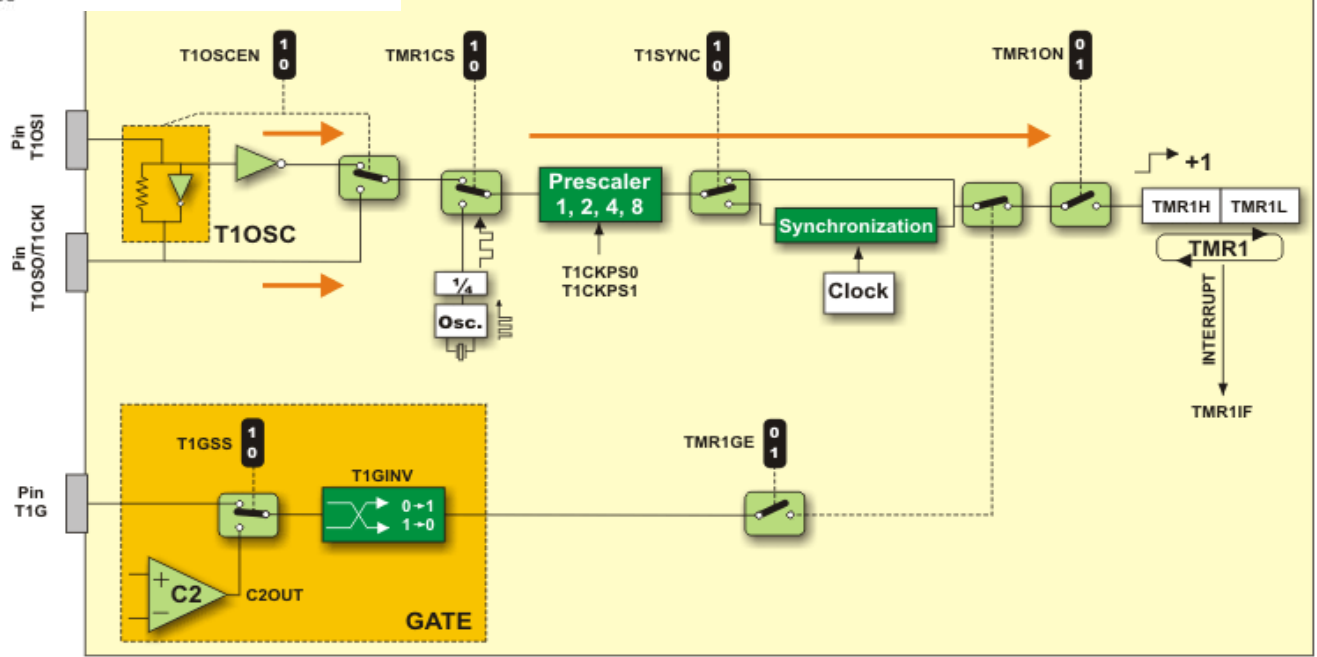 T1OSCEN
1
0
TMR1CS
1
0
T1SYNC
1
0
TMR1ON
0
1
Pin
T1OSI
T1OSC
Pin
T1OSO/T1CKI
Prescaler
1, 2, 4, 8
T1CKPS0
T1CKPS1
¼
Osc.
Synchronization
Clock
+1
TMR1H
TMR1L
TMR1
INTERRUPT
TMR1IF
T1GSS
1
0
T1GINV
0→1
1→0
TMR1GE
0
1
Pin
T1G
+
−
C2
C2OUT
GATE